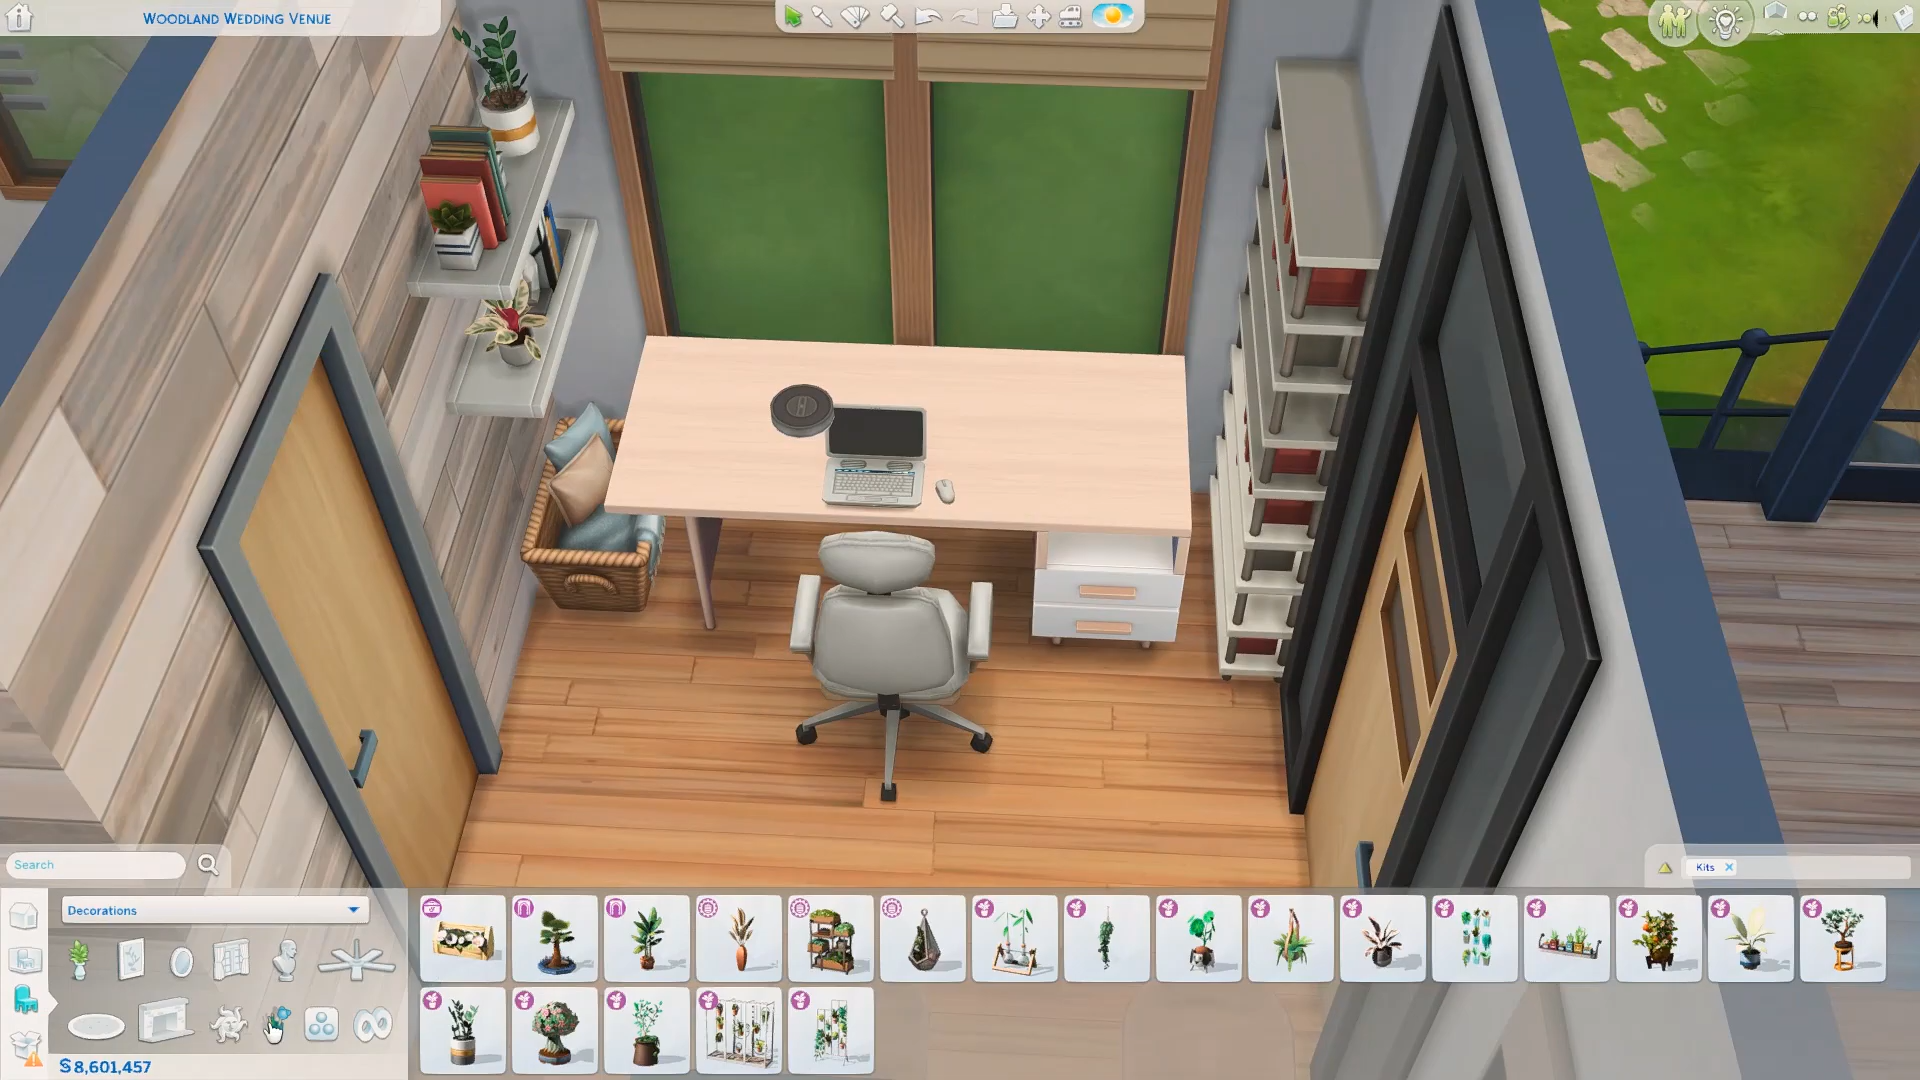 Woodland Wedding Venue
Search
Kits
Decorations
§8,601,457